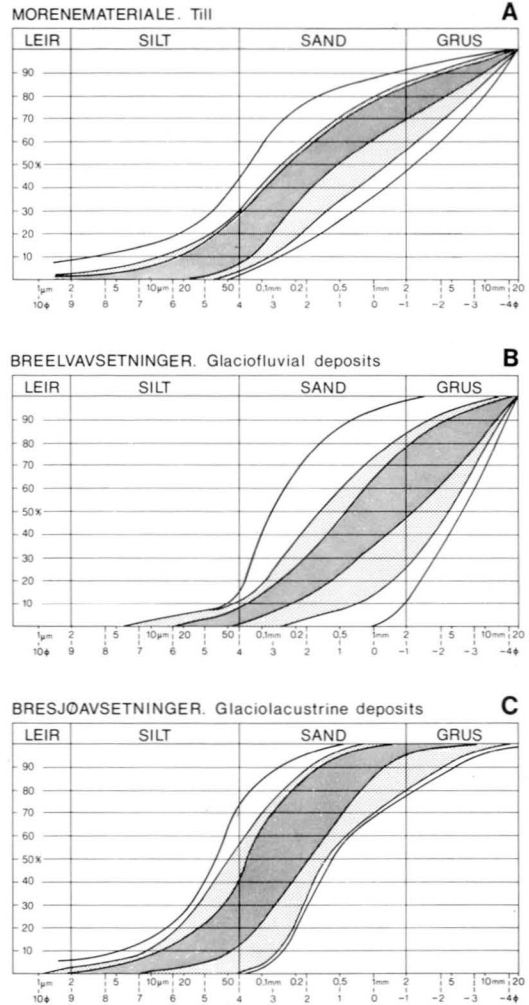 MORENEMATERIALE. Till A
LEIR SILT SAND GRUS
90
80
70
60
50%
40
30
20
10
1µm 2 5 10µm 20 50 0,1mm 0.2 0,5 1mm 2 5 10mm 20
10ϕ 9 8 7 6 5 4 3 2 1 0 −1 −2 −3 −4ϕ
BREELVAVSETNINGER. Glaciofluvial deposits B
LEIR SILT SAND GRUS
90
80
70
60
50%
40
30
20
10
1µm 2 5 10µm 20 50 0,1mm 0.2 0,5 1mm 2 5 10mm 20
10ϕ 9 8 7 6 5 4 3 2 1 0 −1 −2 −3 −4ϕ
BRESJØAVSETNINGER. Glaciolacustrine deposits C
LEIR SILT SAND GRUS
90
80
70
60
50%
40
30
20
10
1µm 2 5 10µm 20 50 0,1mm 0.2 0,5 1mm 2 5 10mm 20
10ϕ 9 8 7 6 5 4 3 2 1 0 −1 −2 −3 −4ϕ